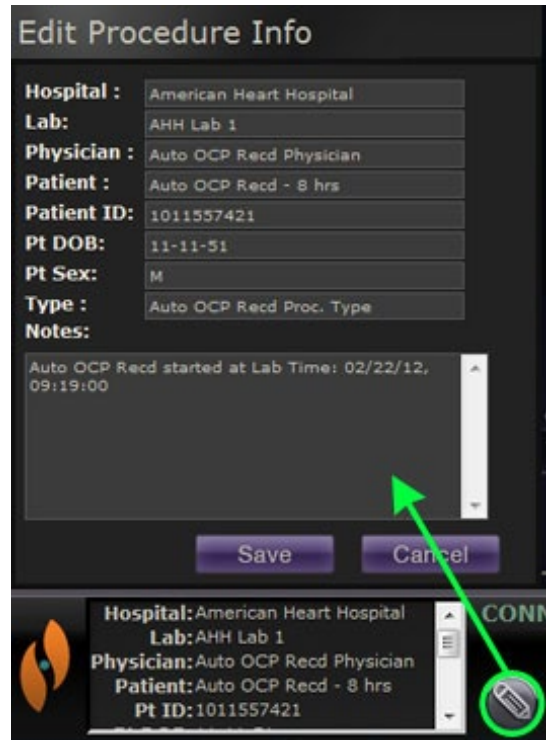 Edit Procedure Info
Hospital : American Heart Hospital
Lab: AHH Lab 1
Physician : Auto OCP Recd Physician
Patient : Auto OCP Recd - 8 hrs
Patient ID: 1011557421
Pt DOB: 11-11-51
Pt Sex: M
Type : Auto OCP Recd Proc. Type
Notes:
Auto OCP Recd started at Lab Time: 02/22/12,
09:19:00
Save Cancel
Hospital: American Heart Hospital
Lab: AHH Lab 1
Physician: Auto OCP Recd Physician
Patient: Auto OCP Recd - 8 hrs
Pt ID: 1011557421
CONN